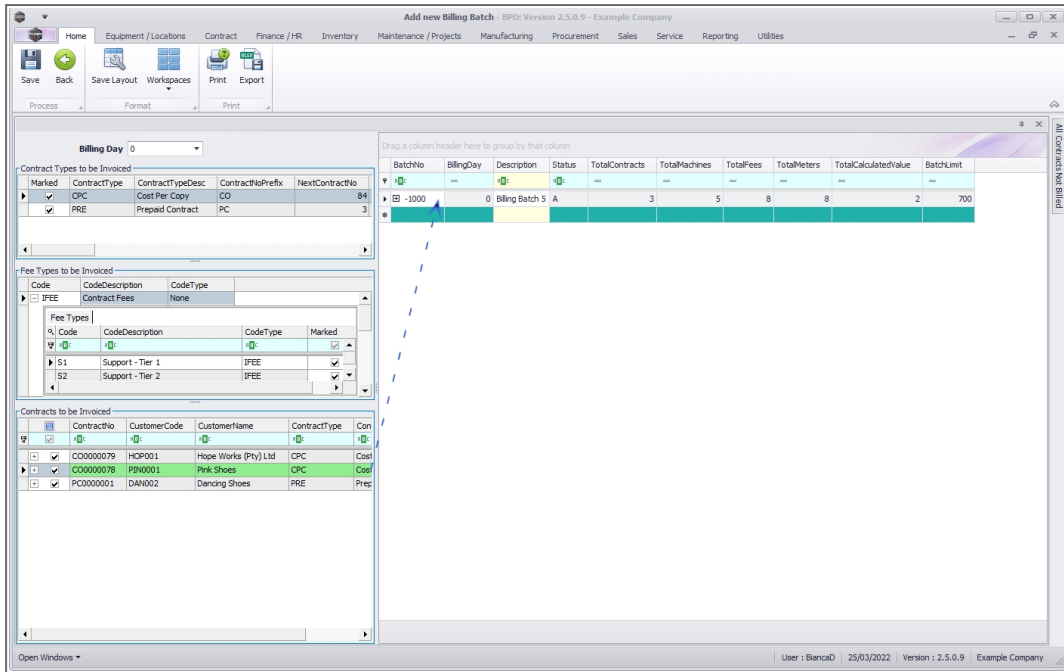 Add new Billing Batch - BPO: Version 2.5.0.9 - Example Company
Home Equipment / Locations Contract Finance / HR Inventory Maintenance / Projects Manufacturing Procurement Sales Service Reporting Utilities
Save Back Save Layout Workspaces Print Export
Process Format Print
Billing Day 0
Contract Types to be Invoiced
Marked ContractType ContractTypeDesc ContractNoPrefix NextContractNo
CPC Cost Per Copy CO 84
PRE Prepaid Contract PC 3
Fee Types to be Invoiced
Code CodeDescription CodeType
IFEE Contract Fees None
Fee Types
Code CodeDescription CodeType Marked
S1 Support - Tier 1 IFEE
S2 Support - Tier 2 IFEE
Contracts to be Invoiced
ContractNo CustomerCode CustomerName ContractType Con
CO0000079 HOP001 Hope Works (Pty) Ltd CPC Cost
CO0000078 PIN0001 Pink Shoes CPC Cost
PC0000001 DAN002 Dancing Shoes PRE Prep
Drag a column header here to group by that column
BatchNo BillingDay Description Status TotalContracts TotalMachines TotalFees TotalMeters TotalCalculatedValue BatchLimit
-1000 0 Billing Batch 5 A 3 5 8 8 2 700
All Contracts Not Billed
Open Windows User : BiancaD 25/03/2022 Version : 2.5.0.9 Example Company